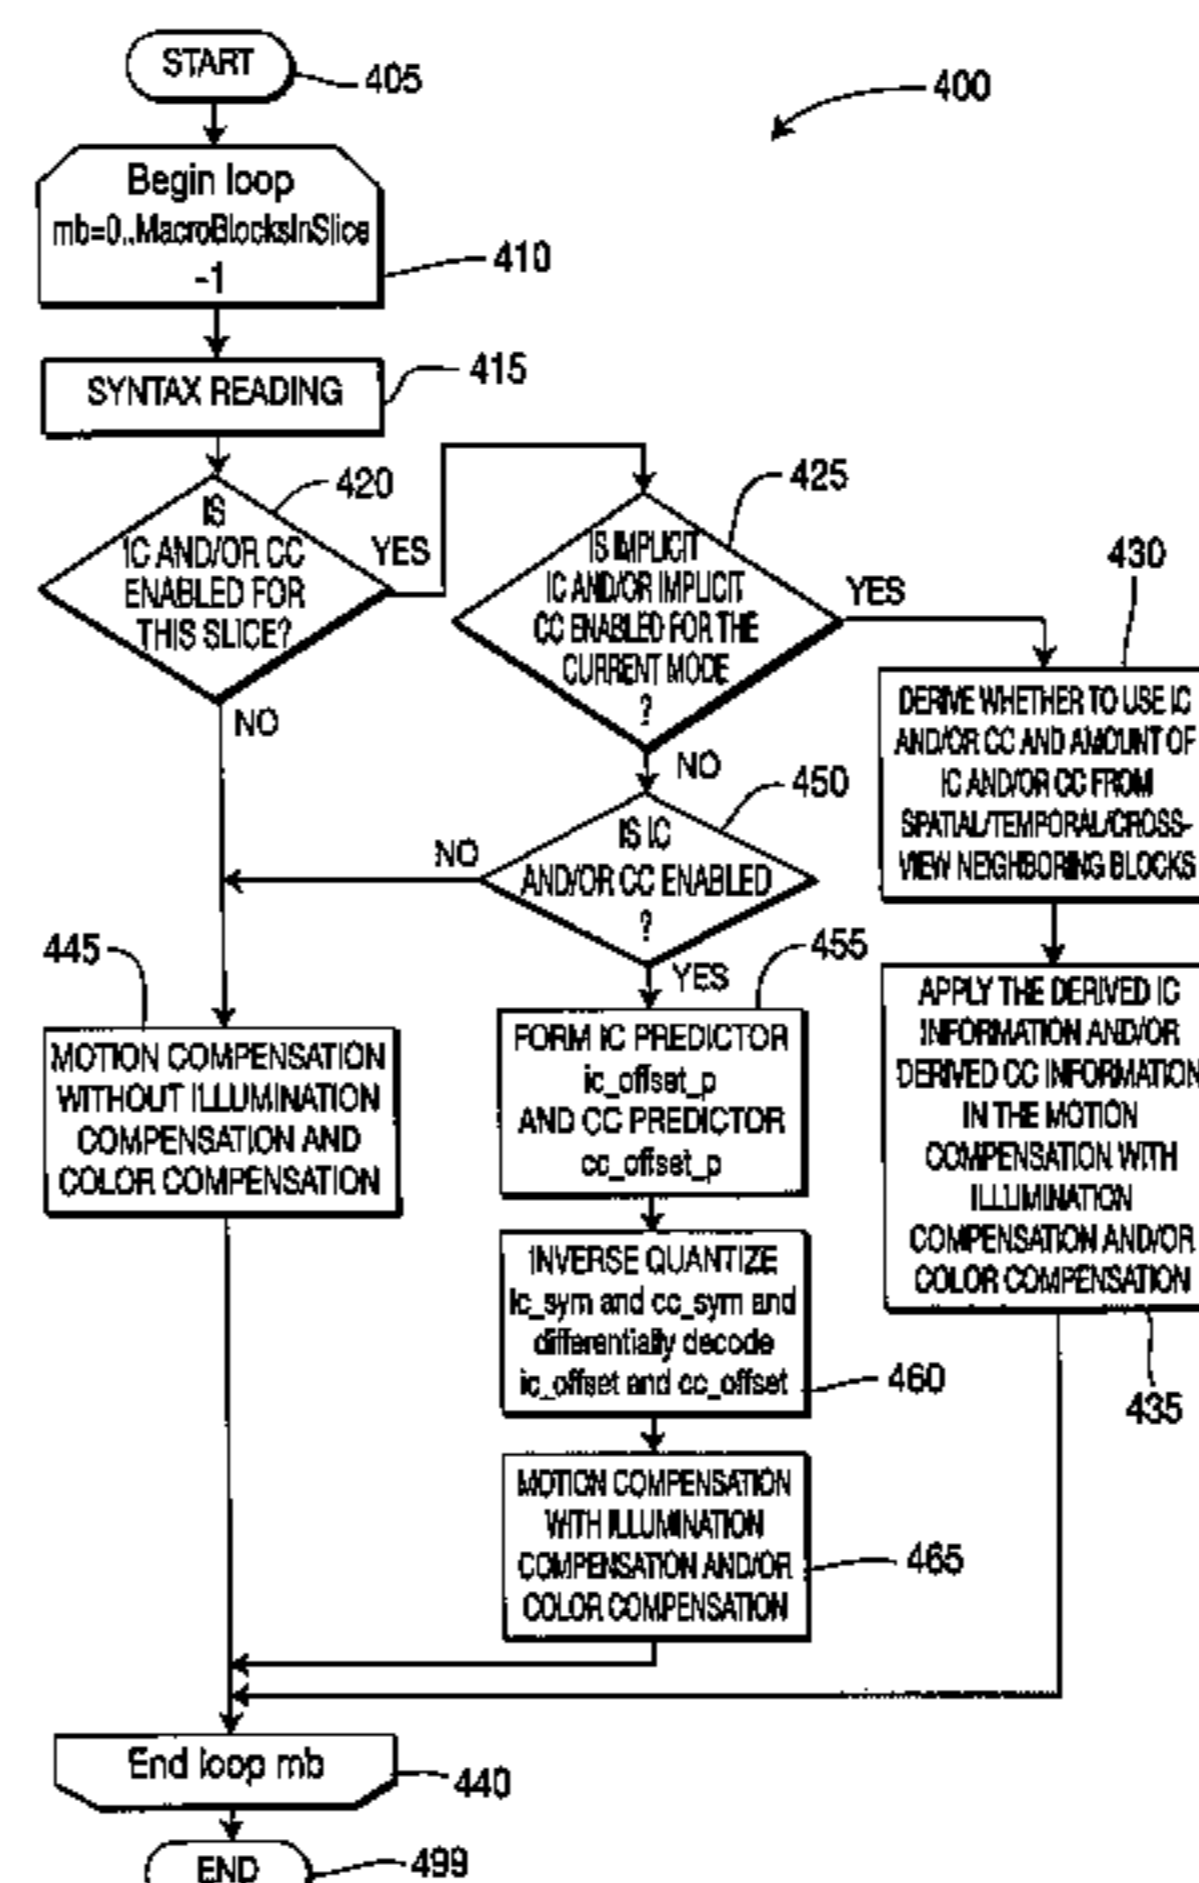 START
405
400
Begin loop
mb=0..MacroBlocksInSlice
-1
410
SYNTAX READING
415
420
IS
IC AND/OR CC
ENABLED FOR
THIS SLICE?
YES
NO
425
IS IMPLICIT
IC AND/OR IMPLICIT
CC ENABLED FOR THE
CURRENT MODE
?
YES
NO
430
DERIVE WHETHER TO USE IC
AND/OR CC AND AMOUNT OF
IC AND/OR CC FROM
SPATIAL/TEMPORAL/CROSS-
VIEW NEIGHBORING BLOCKS
450
IS IC
AND/OR CC ENABLED
?
NO
YES
445
MOTION COMPENSATION
WITHOUT ILLUMINATION
COMPENSATION AND
COLOR COMPENSATION
455
FORM IC PREDICTOR
ic_offset_p
AND CC PREDICTOR
cc_offset_p
APPLY THE DERIVED IC
INFORMATION AND/OR
DERIVED CC INFORMATION
IN THE MOTION
COMPENSATION WITH
ILLUMINATION
COMPENSATION AND/OR
COLOR COMPENSATION
435
INVERSE QUANTIZE
ic_sym and cc_sym and
differentially decode
ic_offset and cc_offset
460
MOTION COMPENSATION
WITH ILLUMINATION
COMPENSATION AND/OR
COLOR COMPENSATION
465
End loop mb
440
END
499